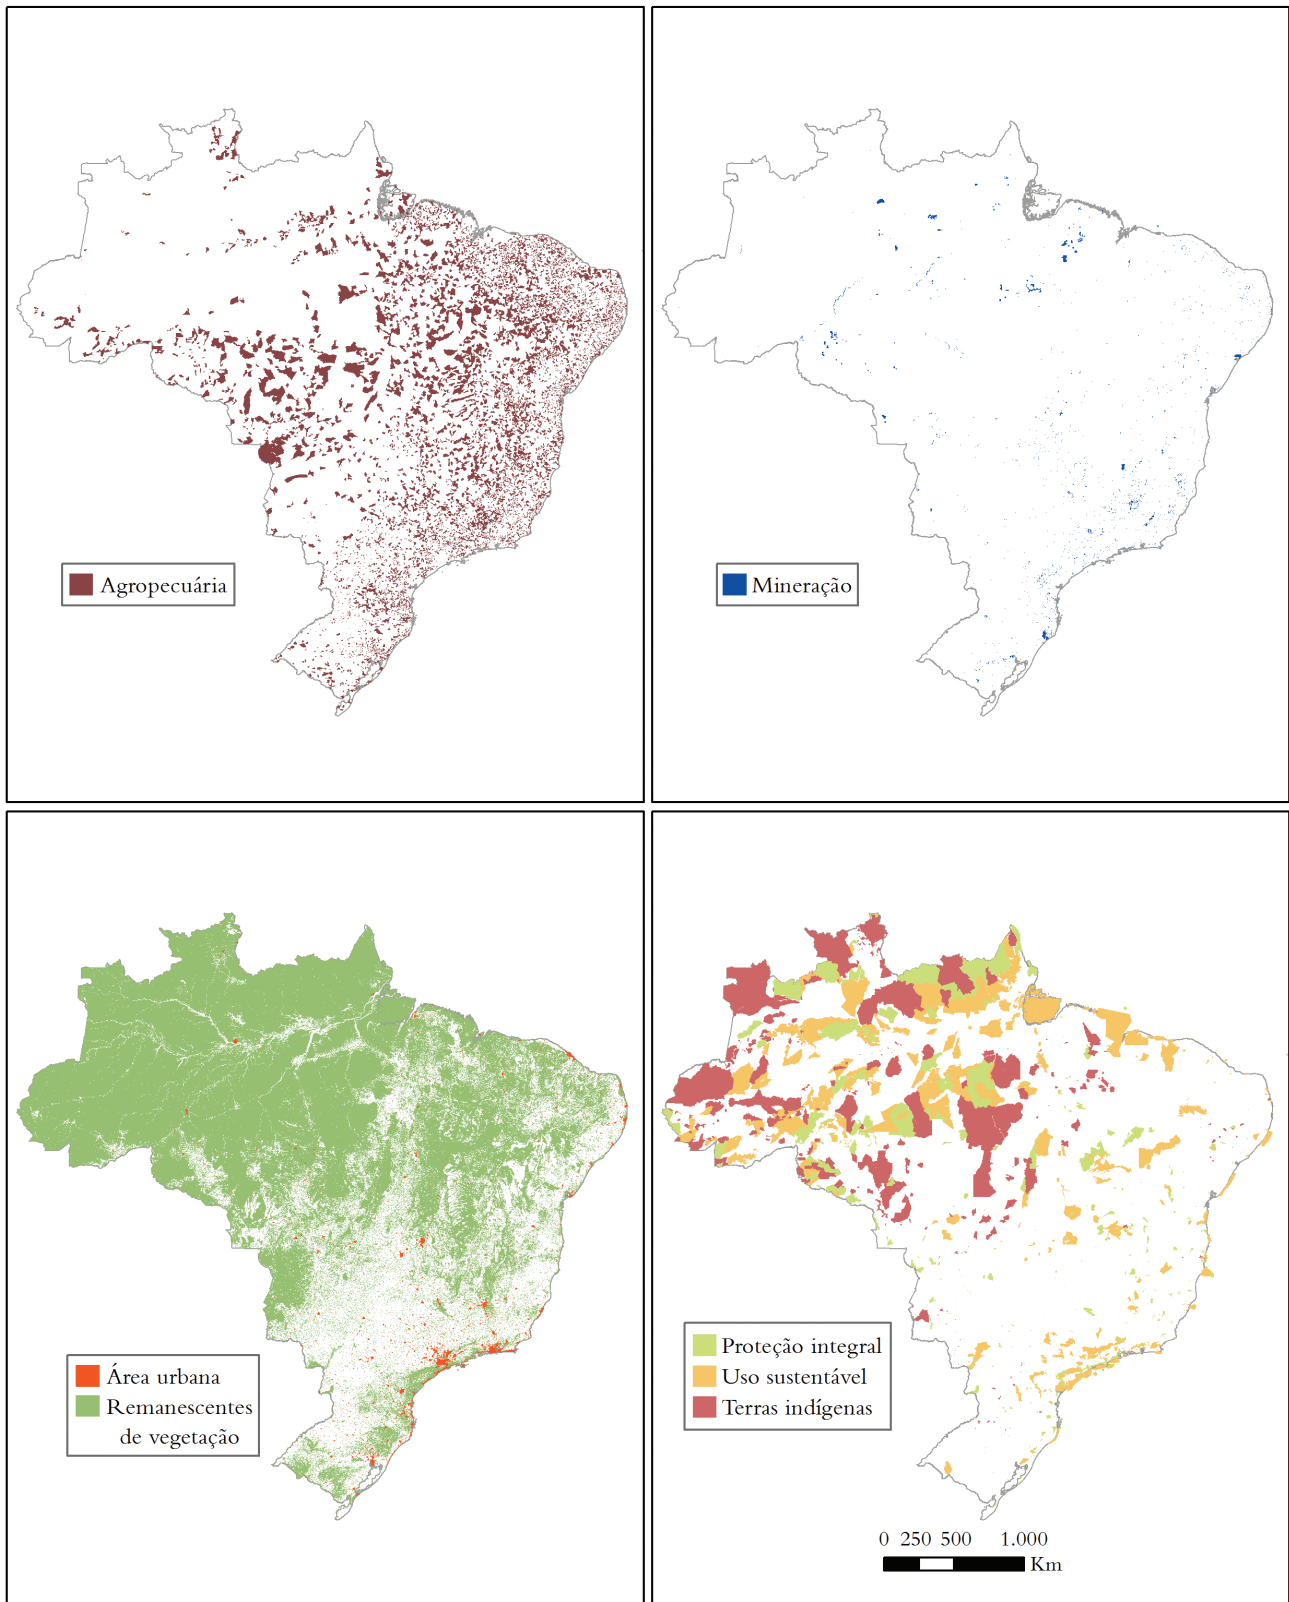 Agropecuária
Mineração
Área urbana
Remanescentes
de vegetação
Proteção integral
Uso sustentável
Terras indígenas
0 250 500 1.000
Km